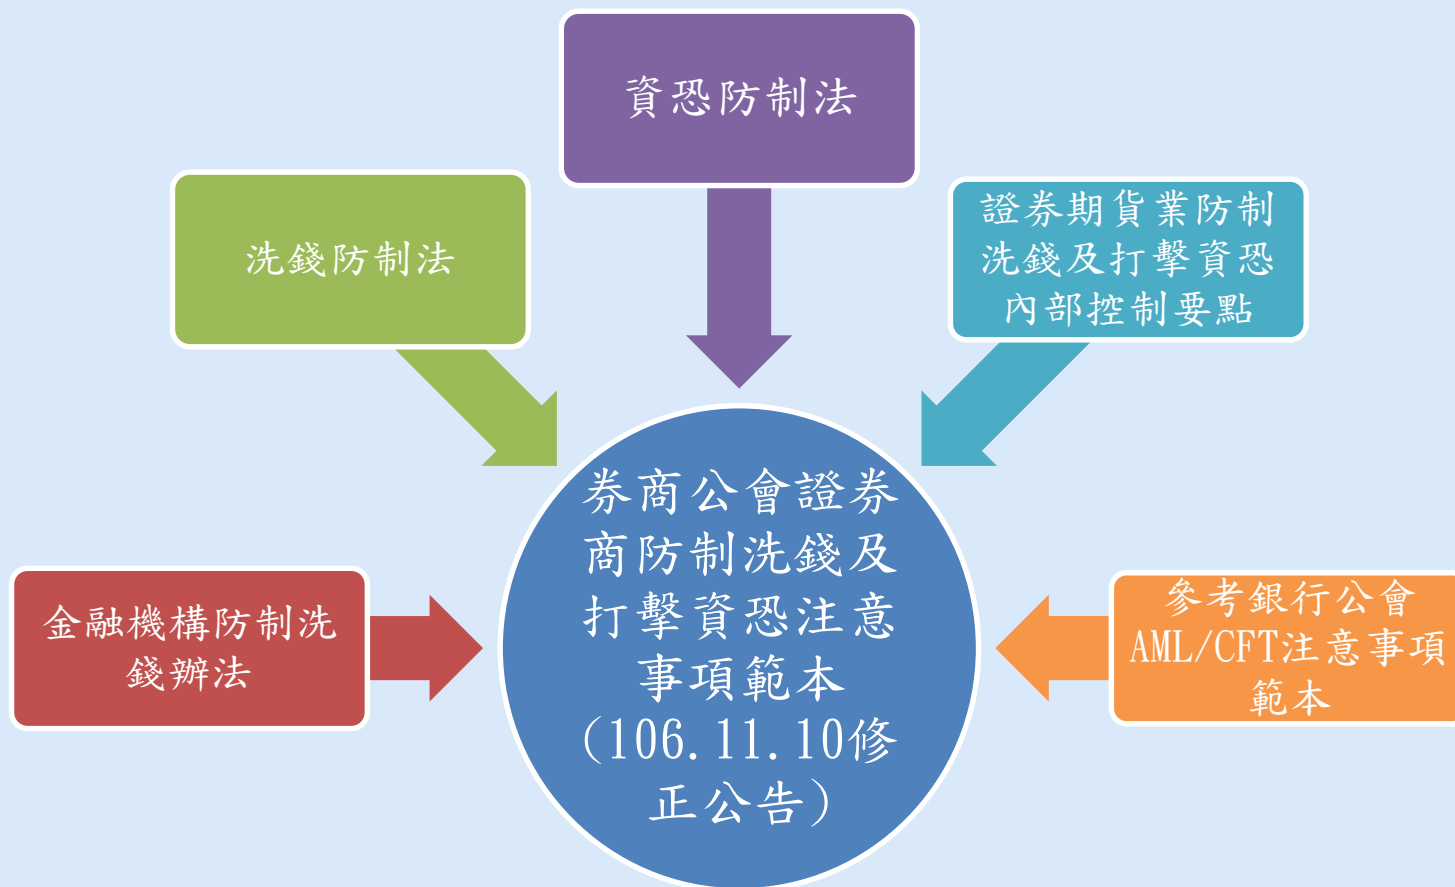 資恐防制法
洗錢防制法
證券期貨業防制
洗錢及打擊資恐
內部控制要點
金融機構防制洗
錢辦法
券商公會證券
商防制洗錢及
打擊資恐注意
事項範本
(106.11.10修
正公告)
參考銀行公會
AML/CFT注意事項
範本